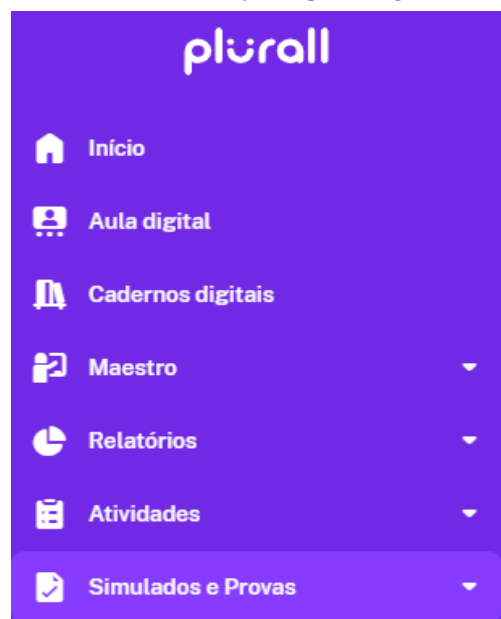 plurall
Início
Aula digital
Cadernos digitais
Maestro
Relatórios
Atividades
Simulados e Provas